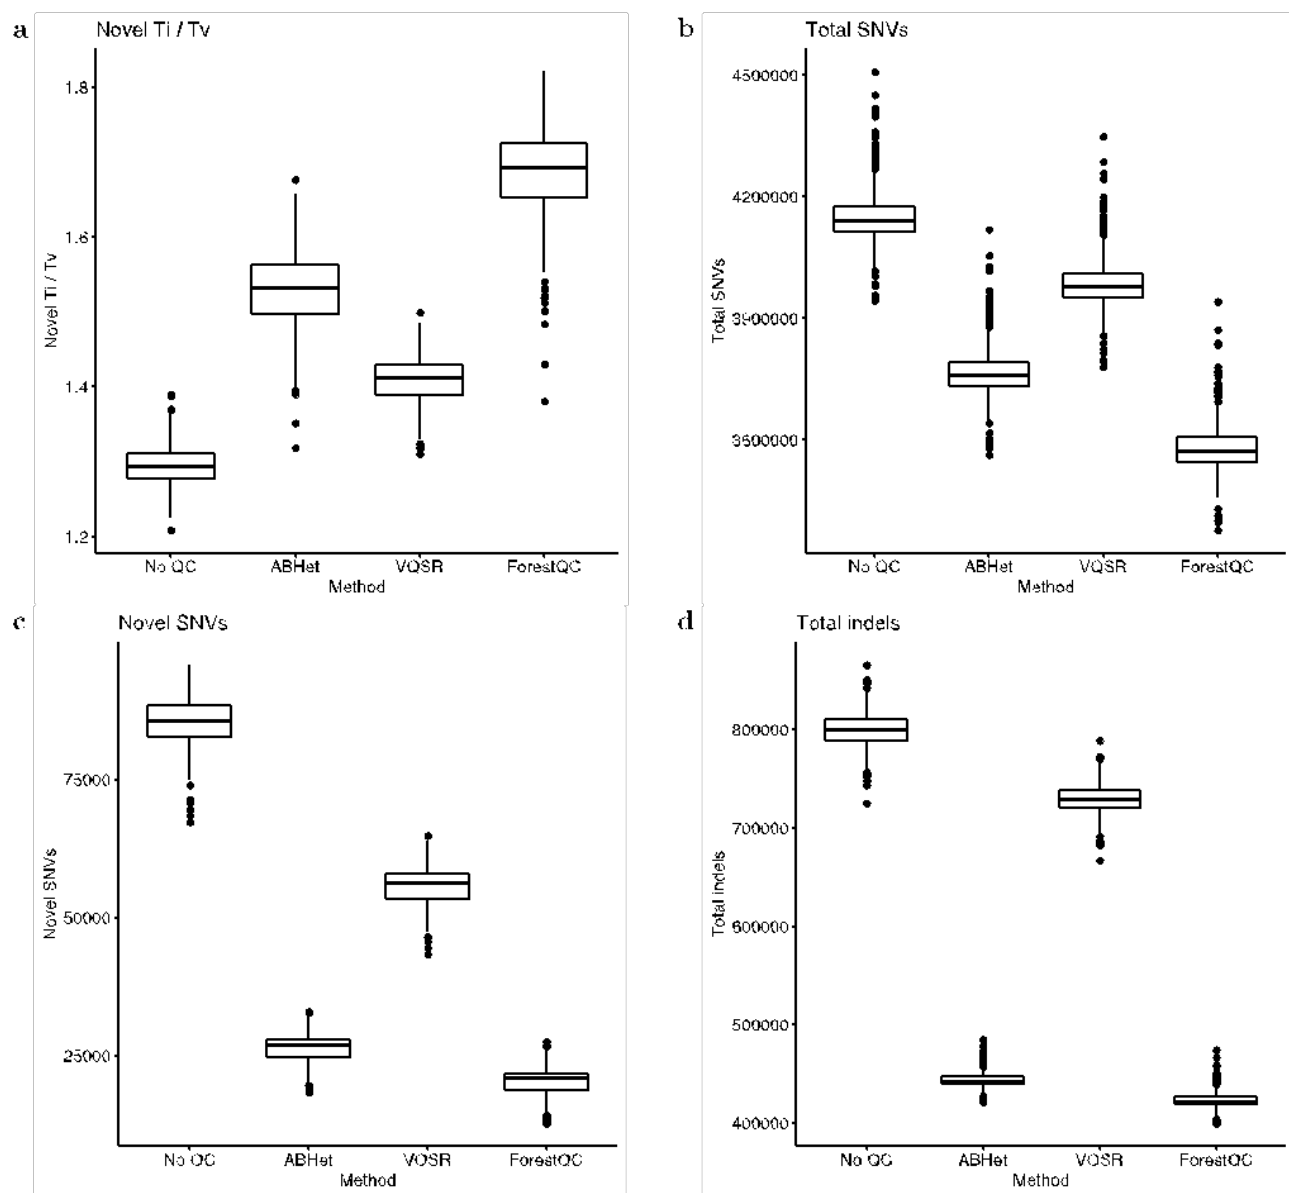 a
Novel Ti / Tv
1.8
1.6
1.4
1.2
Novel Ti / Tv
No QC ABHet VQSR ForestQC
Method
b
Total SNVs
4500000
4200000
3900000
3600000
Total SNVs
No QC ABHet VQSR ForestQC
Method
c
Novel SNVs
75000
50000
25000
Novel SNVs
No QC ABHet VQSR ForestQC
Method
d
Total indels
800000
700000
600000
500000
400000
Total indels
No QC ABHet VQSR ForestQC
Method